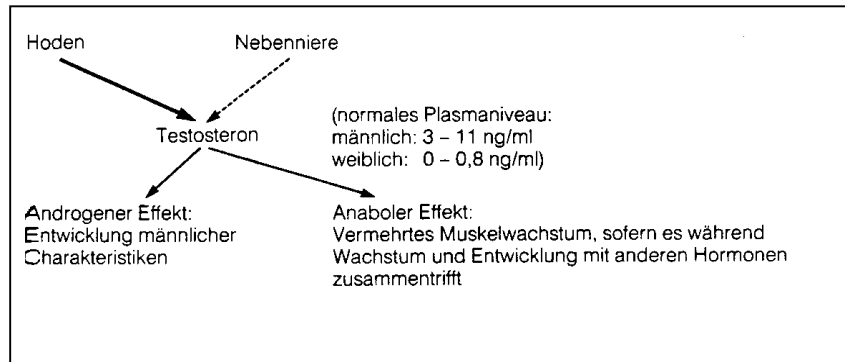 Hoden Nebenniere
Testosteron
(normales Plasmaniveau:
männlich: 3 – 11 ng/ml
weiblich: 0 – 0,8 ng/ml)
Androgener Effekt:
Entwicklung männlicher
Charakteristiken
Anaboler Effekt:
Vermehrtes Muskelwachstum, sofern es während
Wachstum und Entwicklung mit anderen Hormonen
zusammentrifft